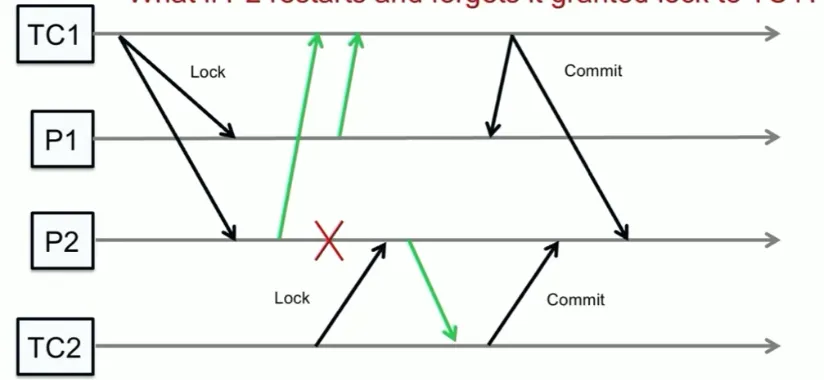 What if P2 restarts and forgets it granted lock to TC1?
TC1
Lock
Commit
P1
P2
Lock
Commit
TC2